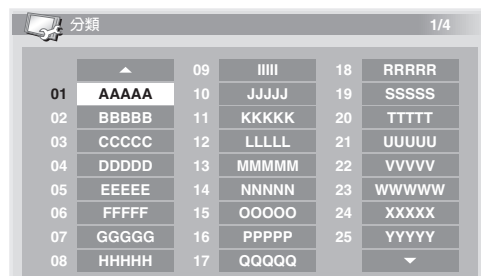 分類 1/4
01 AAAAA
02 BBBBB
03 CCCCC
04 DDDDD
05 EEEEE
06 FFFFF
07 GGGGG
08 HHHHH
09 IIIII
10 JJJJJ
11 KKKKK
12 LLLLL
13 MMMMM
14 NNNNN
15 OOOOO
16 PPPPP
17 QQQQQ
18 RRRRR
19 SSSSS
20 TTTTT
21 UUUUU
22 VVVVV
23 WWWWW
24 XXXXX
25 YYYYY